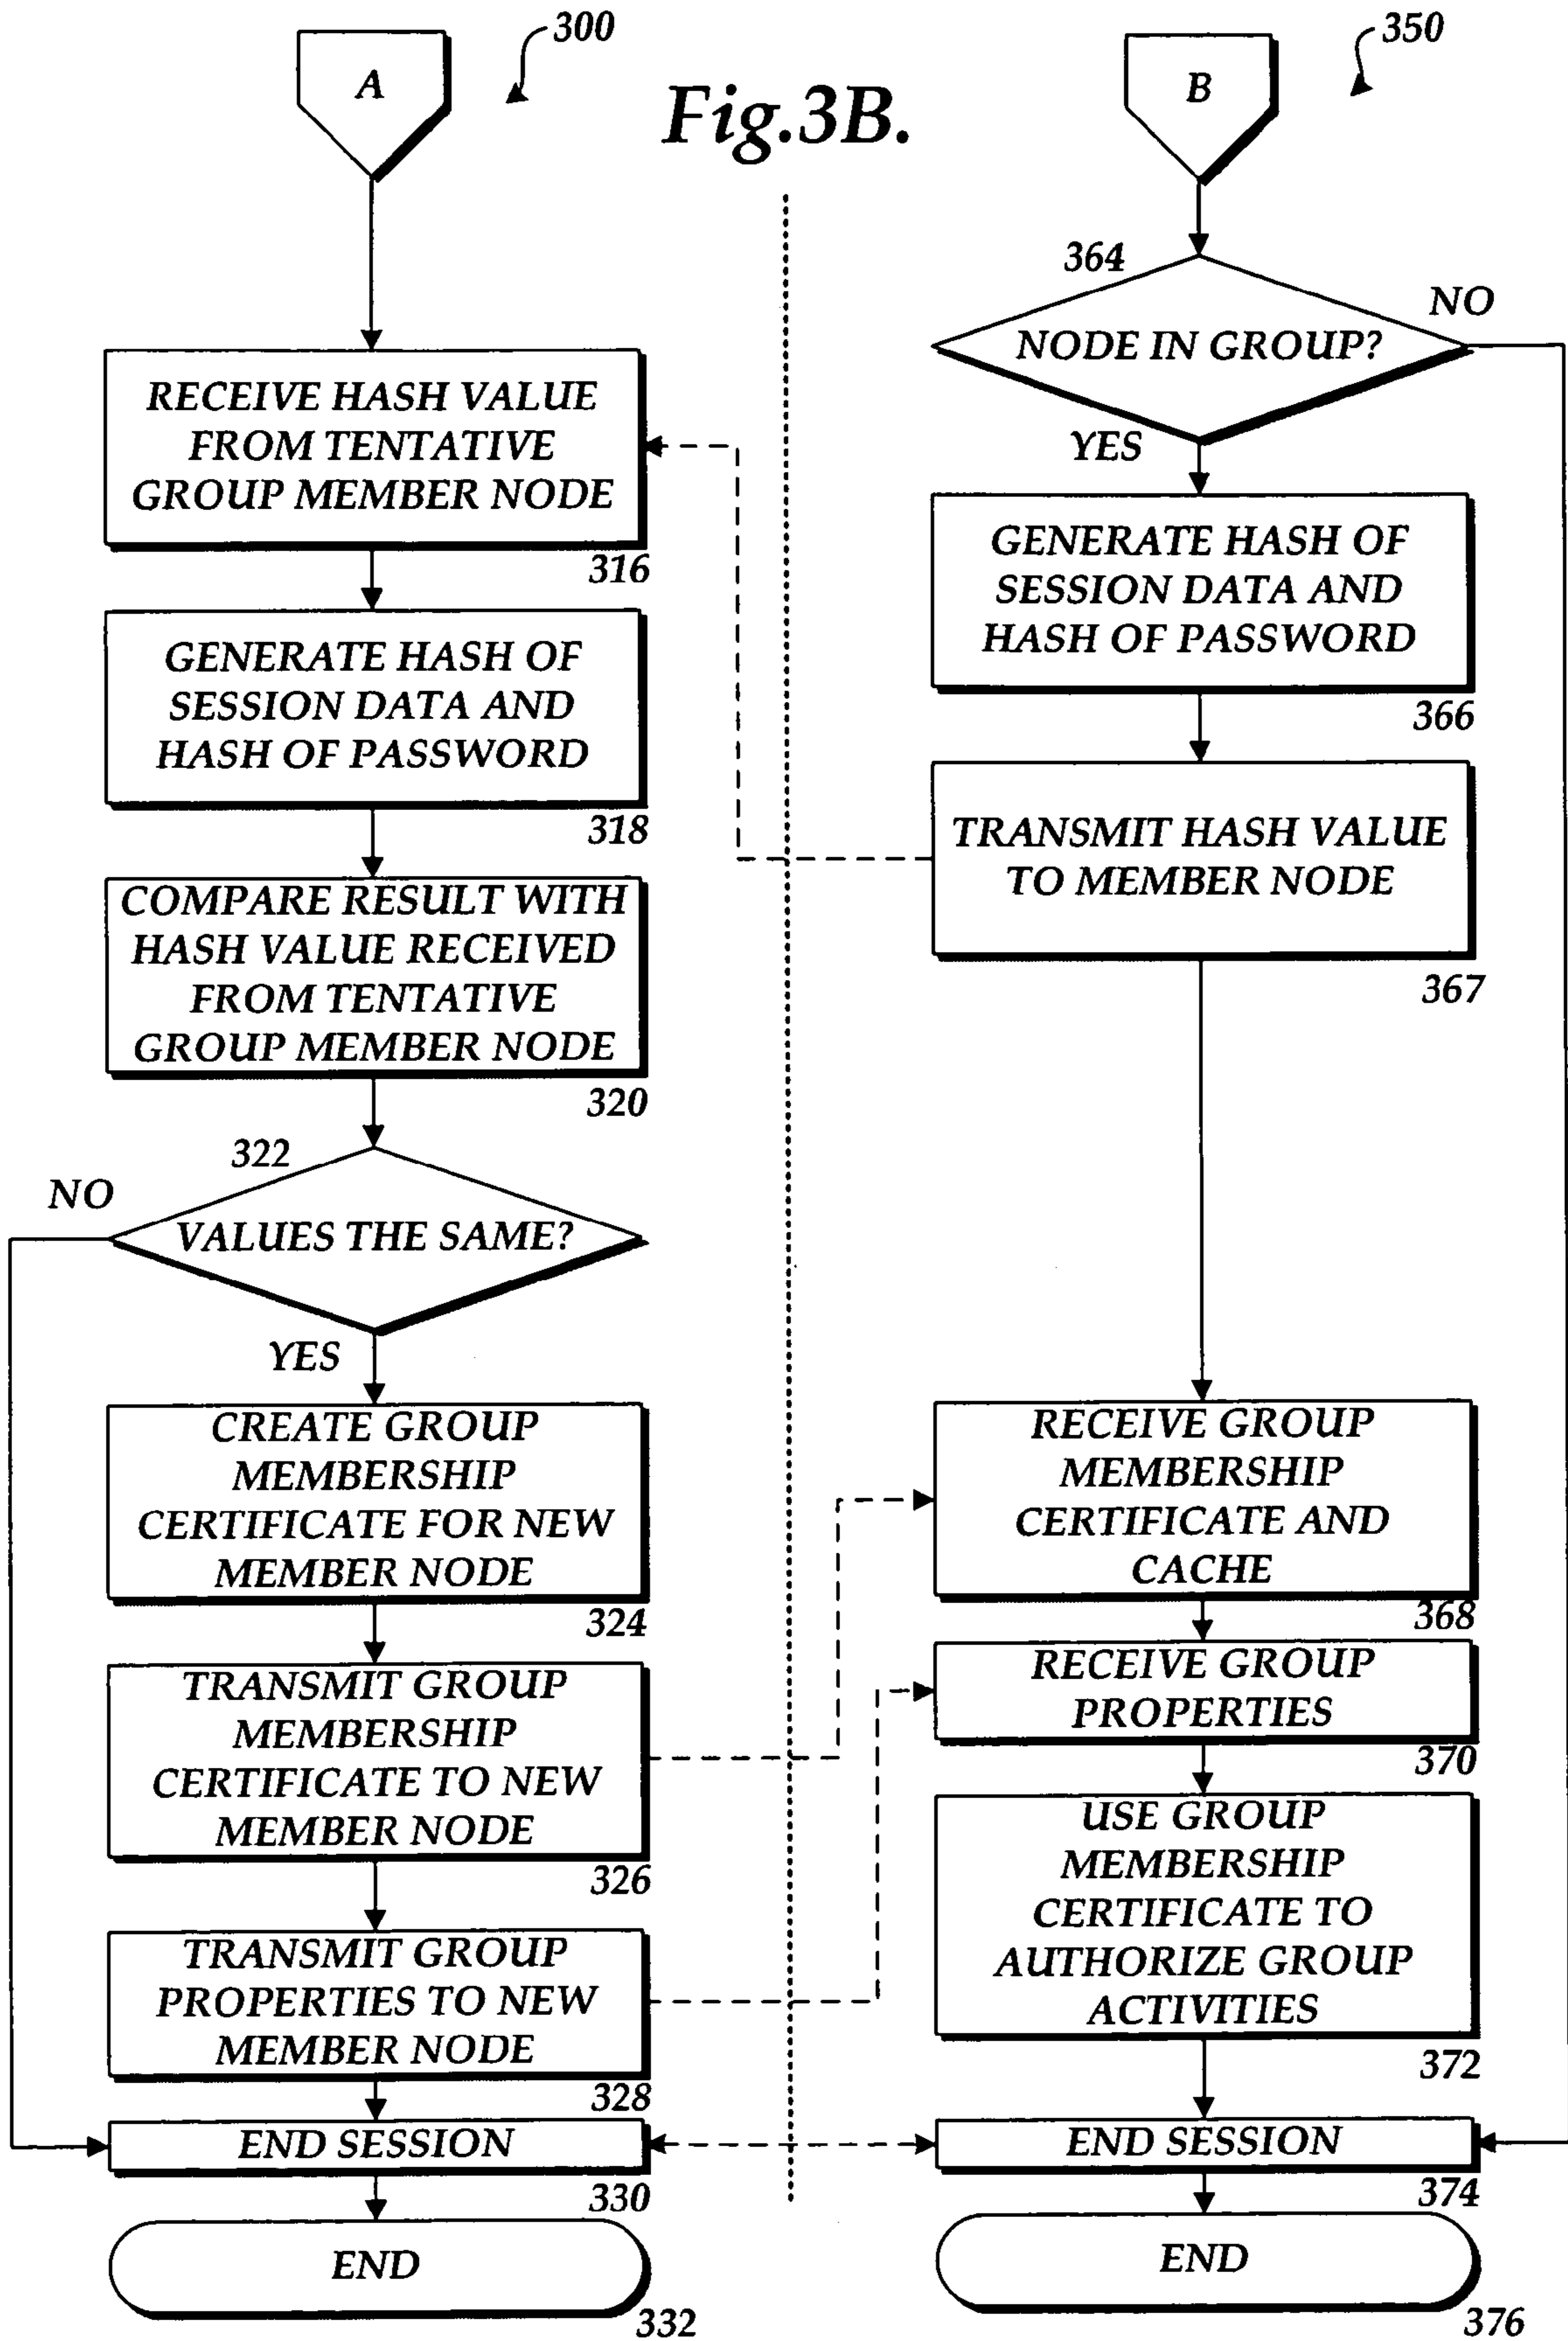 300
A
Fig.3B.
350
B
RECEIVE HASH VALUE
FROM TENTATIVE
GROUP MEMBER NODE
316
GENERATE HASH OF
SESSION DATA AND
HASH OF PASSWORD
318
COMPARE RESULT WITH
HASH VALUE RECEIVED
FROM TENTATIVE
GROUP MEMBER NODE
320
322
NO
VALUES THE SAME?
YES
CREATE GROUP
MEMBERSHIP
CERTIFICATE FOR NEW
MEMBER NODE
324
TRANSMIT GROUP
MEMBERSHIP
CERTIFICATE TO NEW
MEMBER NODE
326
TRANSMIT GROUP
PROPERTIES TO NEW
MEMBER NODE
328
END SESSION
330
END
332
364
NO
NODE IN GROUP?
YES
GENERATE HASH OF
SESSION DATA AND
HASH OF PASSWORD
366
TRANSMIT HASH VALUE
TO MEMBER NODE
367
RECEIVE GROUP
MEMBERSHIP
CERTIFICATE AND
CACHE
368
RECEIVE GROUP
PROPERTIES
370
USE GROUP
MEMBERSHIP
CERTIFICATE TO
AUTHORIZE GROUP
ACTIVITIES
372
END SESSION
374
END
376